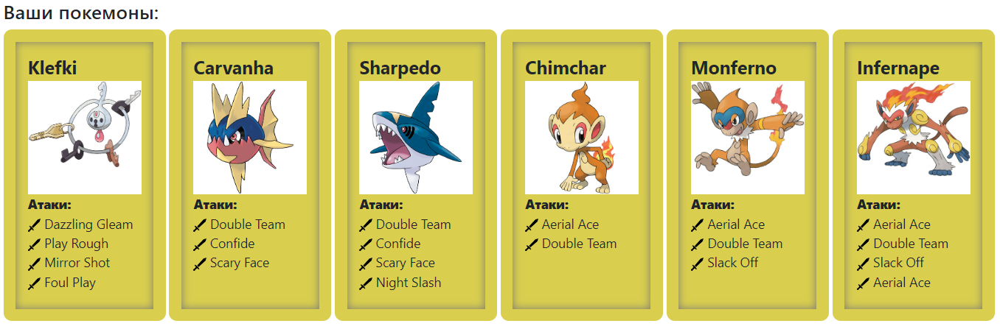 Ваши покемоны:
Klefki
Атаки:
Dazzling Gleam
Play Rough
Mirror Shot
Foul Play
Carvanha
Атаки:
Double Team
Confide
Scary Face
Sharpedo
Атаки:
Double Team
Confide
Scary Face
Night Slash
Chimchar
Атаки:
Aerial Ace
Double Team
Monferno
Атаки:
Aerial Ace
Double Team
Slack Off
Infernape
Атаки:
Aerial Ace
Double Team
Slack Off
Aerial Ace